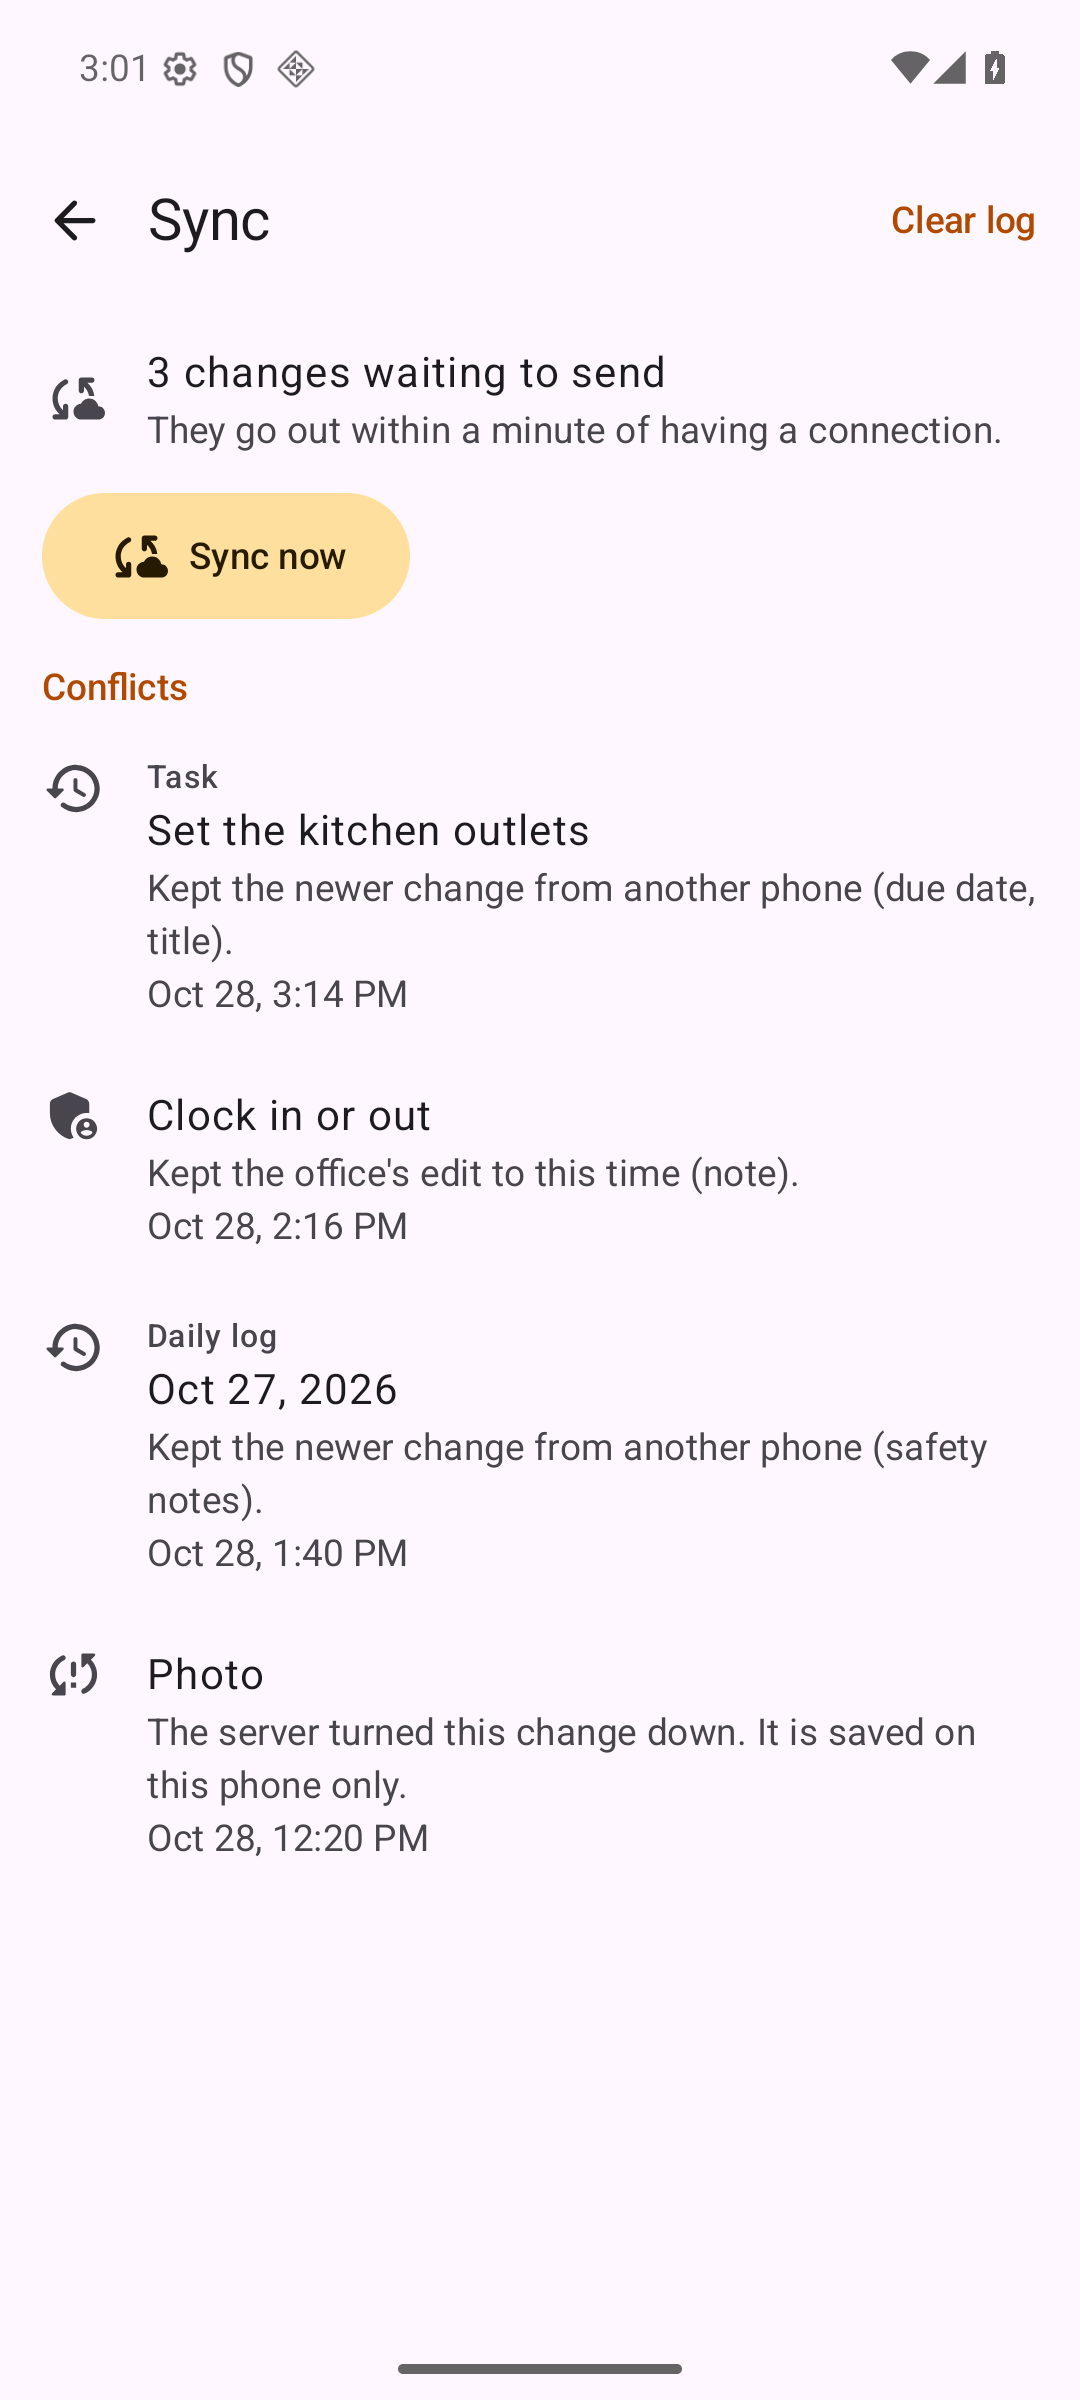 3:01
Sync
Clear log
3 changes waiting to send
They go out within a minute of having a connection.
Sync now
Conflicts
Task
Set the kitchen outlets
Kept the newer change from another phone (due date,
title).
Oct 28, 3:14 PM
Clock in or out
Kept the office's edit to this time (note).
Oct 28, 2:16 PM
Daily log
Oct 27, 2026
Kept the newer change from another phone (safety
notes).
Oct 28, 1:40 PM
Photo
The server turned this change down. It is saved on
this phone only.
Oct 28, 12:20 PM